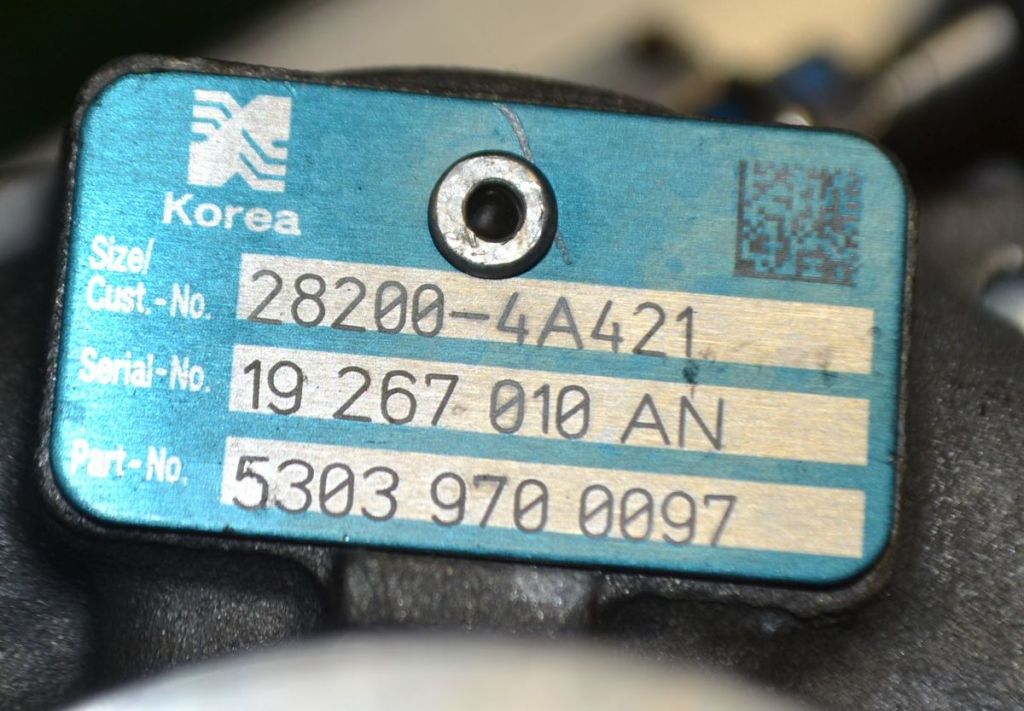 Korea
Size/
Cust.-No. 28200-4A421
Serial-No. 19 267 010 AN
Part-No. 5303 970 0097